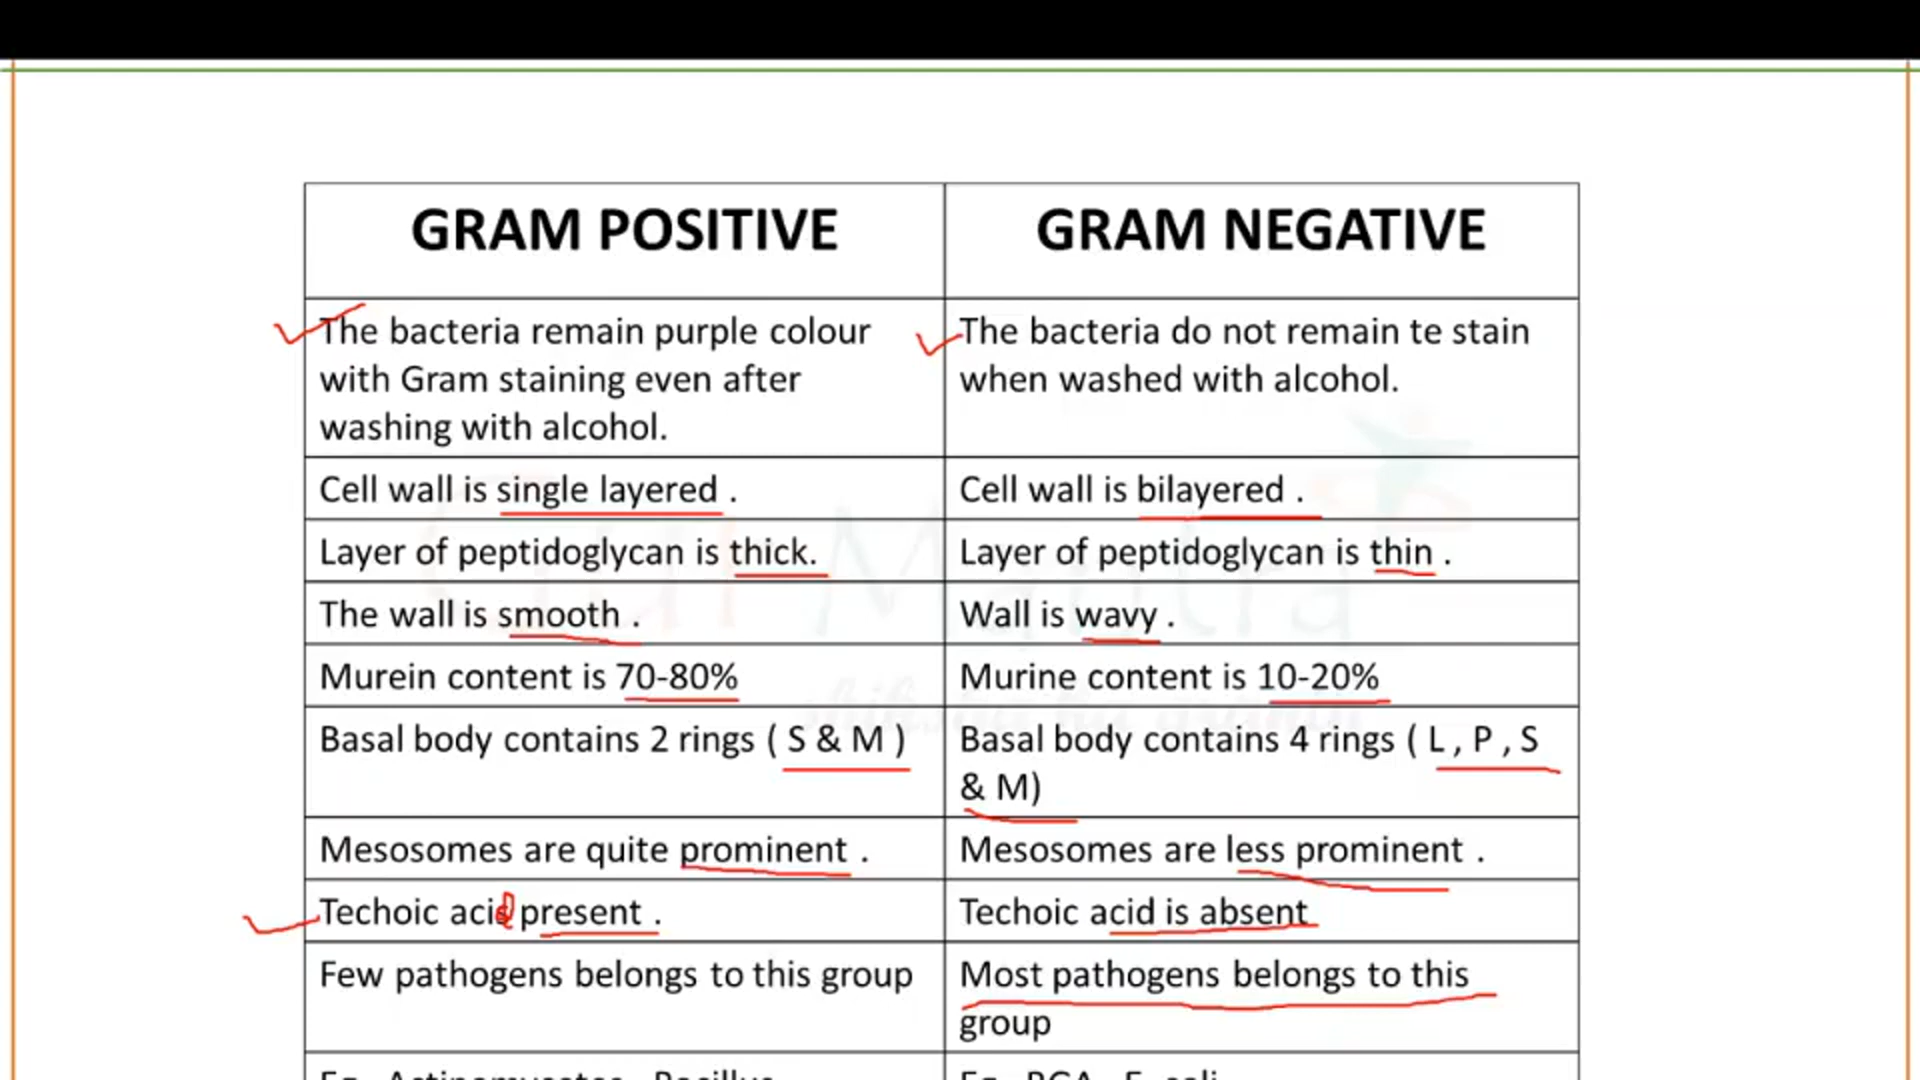 GRAM POSITIVE
GRAM NEGATIVE
The bacteria remain purple colour
with Gram staining even after
washing with alcohol.
The bacteria do not remain te stain
when washed with alcohol.
Cell wall is single layered .
Cell wall is bilayered .
Layer of peptidoglycan is thick.
Layer of peptidoglycan is thin .
The wall is smooth .
Wall is wavy .
Murein content is 70-80%
Murine content is 10-20%
Basal body contains 2 rings ( S & M )
Basal body contains 4 rings ( L , P , S
& M)
Mesosomes are quite prominent .
Mesosomes are less prominent .
Techoic acid present .
Techoic acid is absent
Few pathogens belongs to this group
Most pathogens belongs to this
group